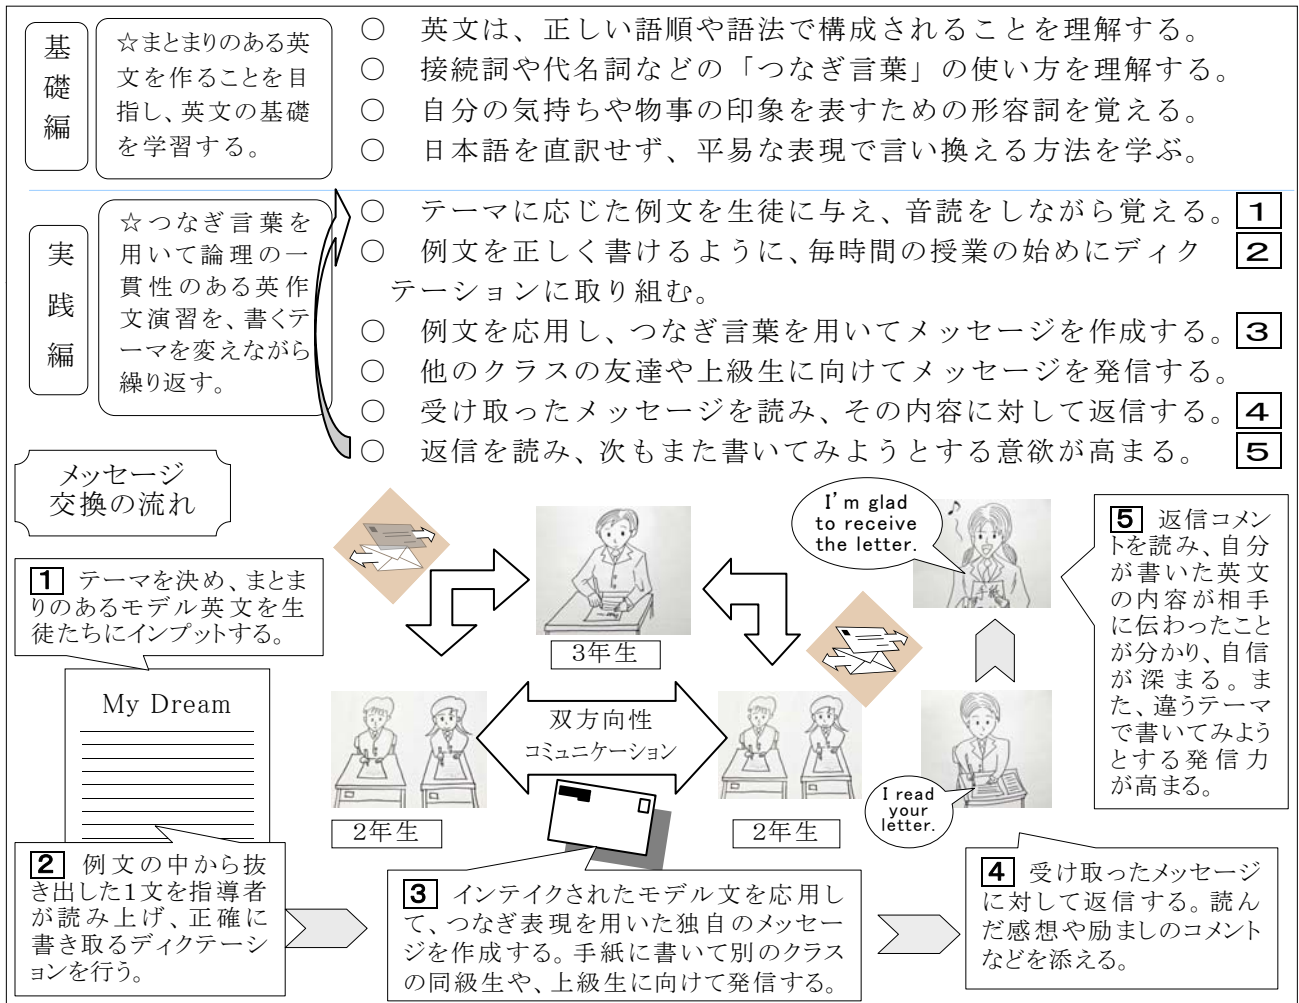 基礎編
☆まとまりのある英
文を作ることを目
指し、英文の基礎
を学習する。
○　英文は、正しい語順や語法で構成されることを理解する。
○　接続詞や代名詞などの「つなぎ言葉」の使い方を理解する。
○　自分の気持ちや物事の印象を表すための形容詞を覚える。
○　日本語を直訳せず、平易な表現で言い換える方法を学ぶ。
実践編
☆つなぎ言葉を
用いて論理の一
貫性のある英作
文演習を、書くテ
ーマを変えながら
繰り返す。
○　テーマに応じた例文を生徒に与え、音読をしながら覚える。 1
○　例文を正しく書けるように、毎時間の授業の始めにディク 2
テーションに取り組む。
○　例文を応用し、つなぎ言葉を用いてメッセージを作成する。 3
○　他のクラスの友達や上級生に向けてメッセージを発信する。
○　受け取ったメッセージを読み、その内容に対して返信する。 4
○　返信を読み、次もまた書いてみようとする意欲が高まる。 5
メッセージ
交換の流れ
1 テーマを決め、まとま
りのあるモデル英文を生
徒たちにインプットする。
My Dream
2 例文の中から抜
き出した1文を指導者
が読み上げ、正確に
書き取るディクテーシ
ョンを行う。
3年生
双方向性
コミュニケーション
2年生
2年生
3 インテイクされたモデル文を応用し
て、つなぎ表現を用いた独自のメッセー
ジを作成する。手紙に書いて別のクラス
の同級生や、上級生に向けて発信する。
I read
your
letter.
4 受け取ったメッセージ
に対して返信する。読ん
だ感想や励ましのコメント
などを添える。
I'm glad
to receive
the letter.
5 返信コメン
トを読み、自分
が書いた英文
の内容が相手
に伝わったこと
が分かり、自信
が深まる。ま
た、違うテーマ
で書いてみよう
とする発信力
が高まる。